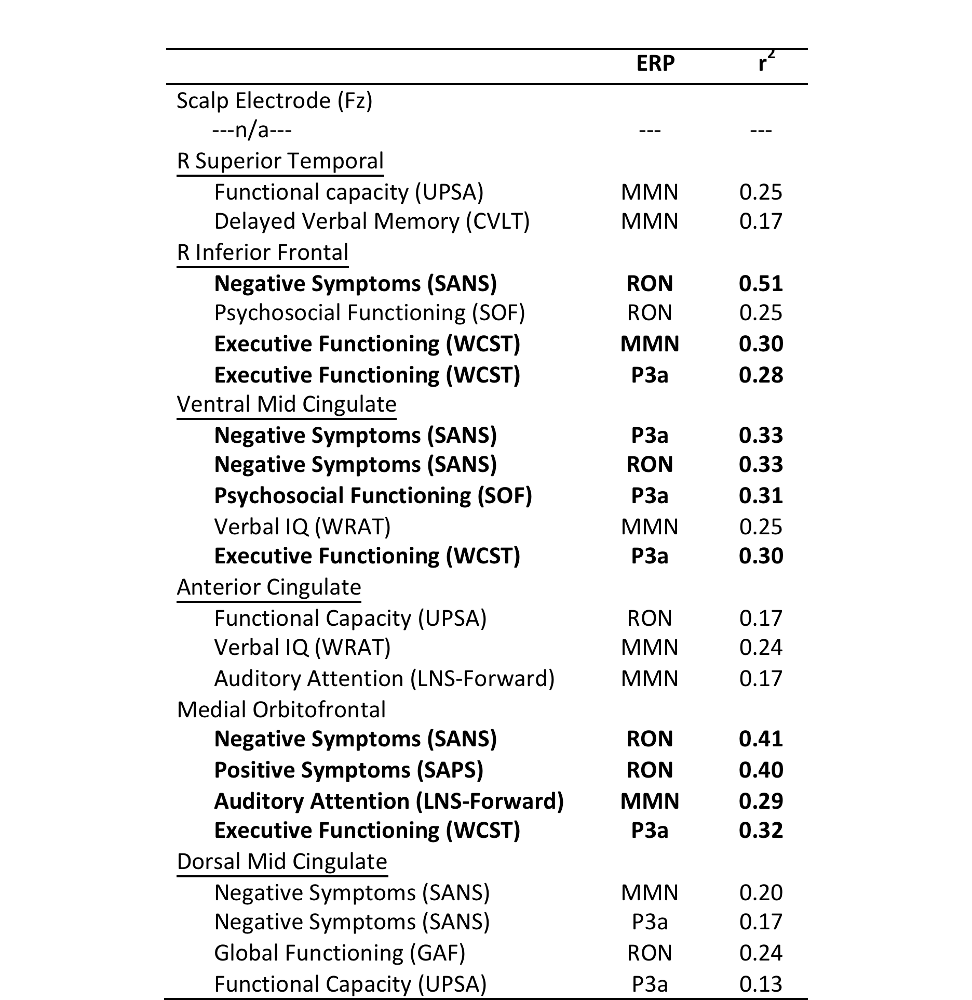 ERP r²
Scalp Electrode (Fz)
---n/a--- --- ---
R Superior Temporal
Functional capacity (UPSA) MMN 0.25
Delayed Verbal Memory (CVLT) MMN 0.17
R Inferior Frontal
Negative Symptoms (SANS) RON 0.51
Psychosocial Functioning (SOF) RON 0.25
Executive Functioning (WCST) MMN 0.30
Executive Functioning (WCST) P3a 0.28
Ventral Mid Cingulate
Negative Symptoms (SANS) P3a 0.33
Negative Symptoms (SANS) RON 0.33
Psychosocial Functioning (SOF) P3a 0.31
Verbal IQ (WRAT) MMN 0.25
Executive Functioning (WCST) P3a 0.30
Anterior Cingulate
Functional Capacity (UPSA) RON 0.17
Verbal IQ (WRAT) MMN 0.24
Auditory Attention (LNS-Forward) MMN 0.17
Medial Orbitofrontal
Negative Symptoms (SANS) RON 0.41
Positive Symptoms (SAPS) RON 0.40
Auditory Attention (LNS-Forward) MMN 0.29
Executive Functioning (WCST) P3a 0.32
Dorsal Mid Cingulate
Negative Symptoms (SANS) MMN 0.20
Negative Symptoms (SANS) P3a 0.17
Global Functioning (GAF) RON 0.24
Functional Capacity (UPSA) P3a 0.13